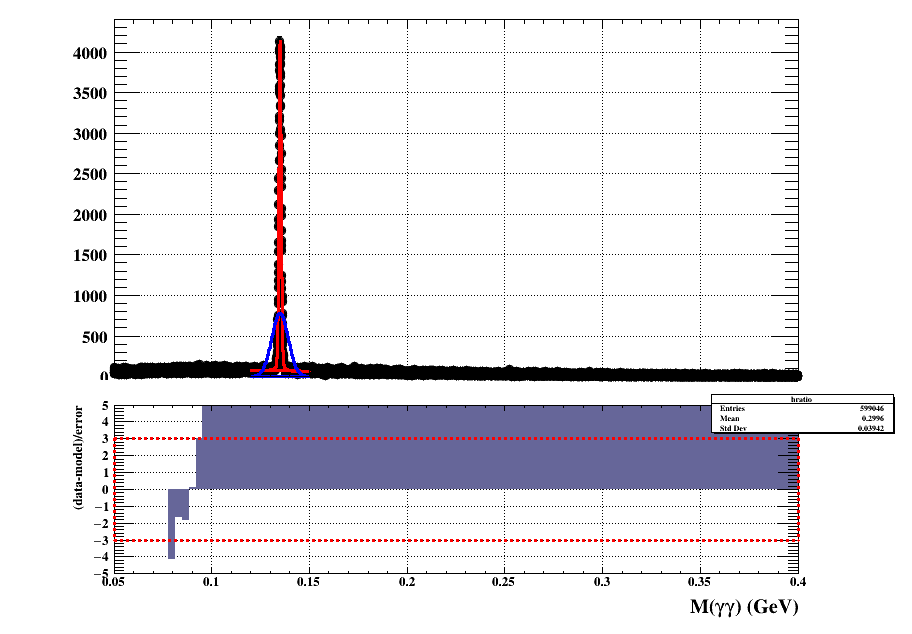 4000
3500
3000
2500
2000
1500
1000
500
0
hratio
Entries 599046
Mean 0.2996
Std Dev 0.03942
(data-model)/error
5
4
3
2
1
0
−1
−2
−3
−4
−5
0.05 0.1 0.15 0.2 0.25 0.3 0.35 0.4
M(γγ) (GeV)